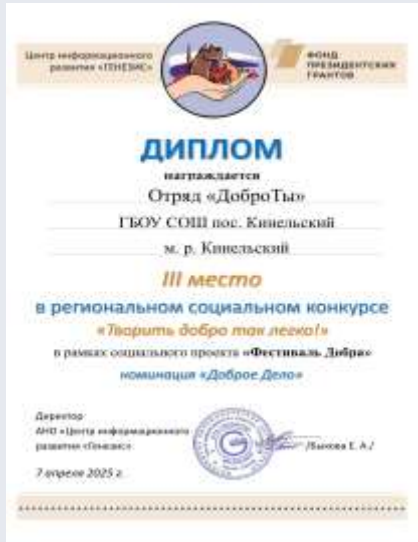 Центр информационного
развития «ГЕНЕЗИС»
ФОНД
ПРЕЗИДЕНТСКИХ
ГРАНТОВ
ДИПЛОМ
награждается
Отряд «ДоброТы»
ГБОУ СОШ пос. Кинельский
м. р. Кинельский
III место
в региональном социальном конкурсе
«Творить добро так легко!»
в рамках социального проекта «Фестиваль Добра»
номинация «Доброе Дело»
Директор
АНО «Центр информационного
развития «Генезис»
/Быкова Е. А./
7 апреля 2025 г.